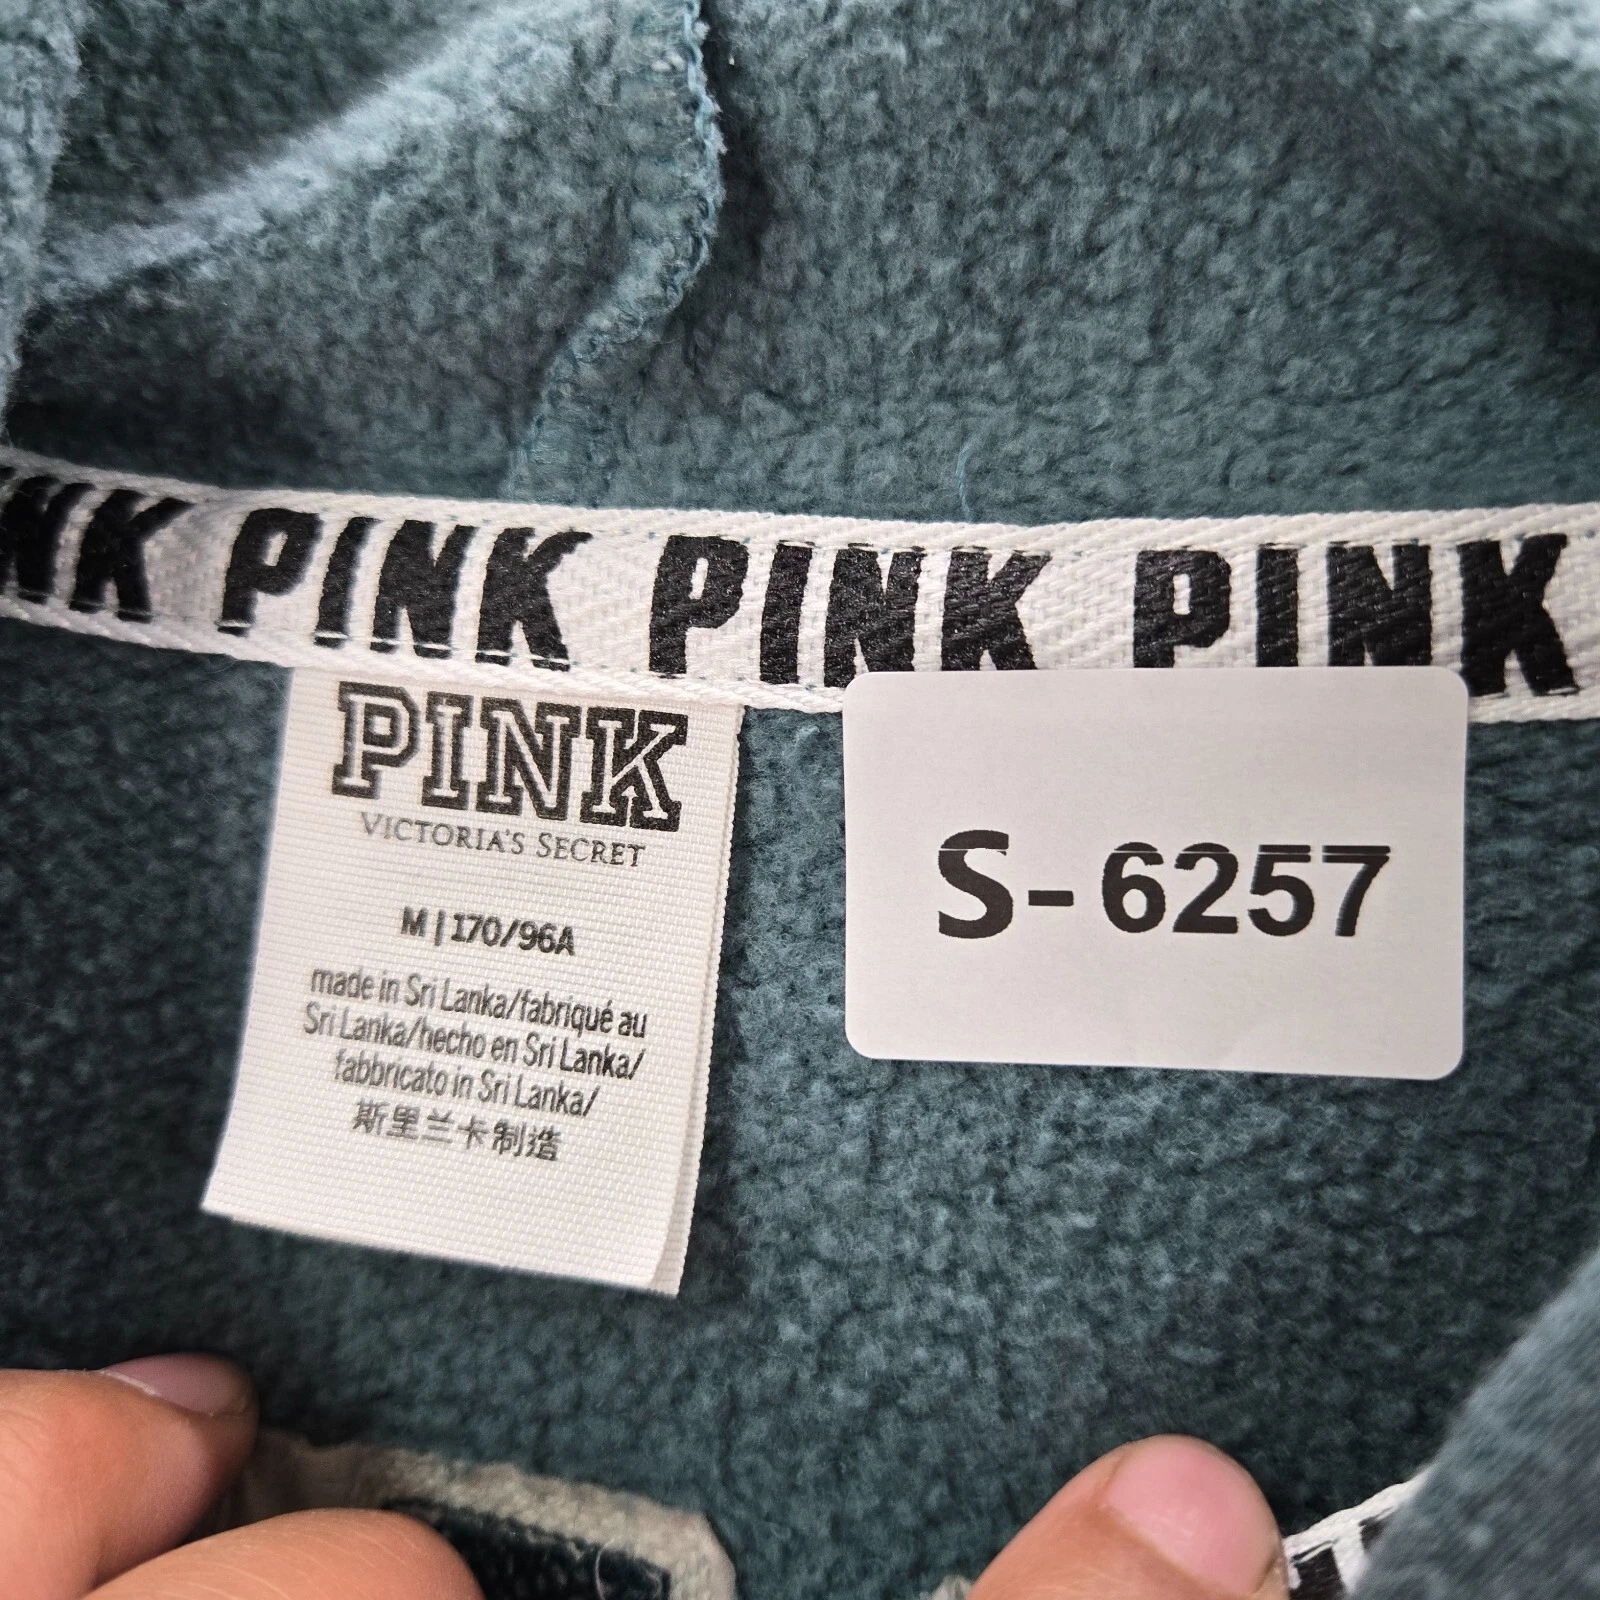 NK PINK PINK PINK
PINK
VICTORIA'S SECRET
M | 170/96A
made in Sri Lanka/fabriqué au
Sri Lanka/hecho en Sri Lanka/
fabbricato in Sri Lanka/
斯里兰卡制造
S-6257